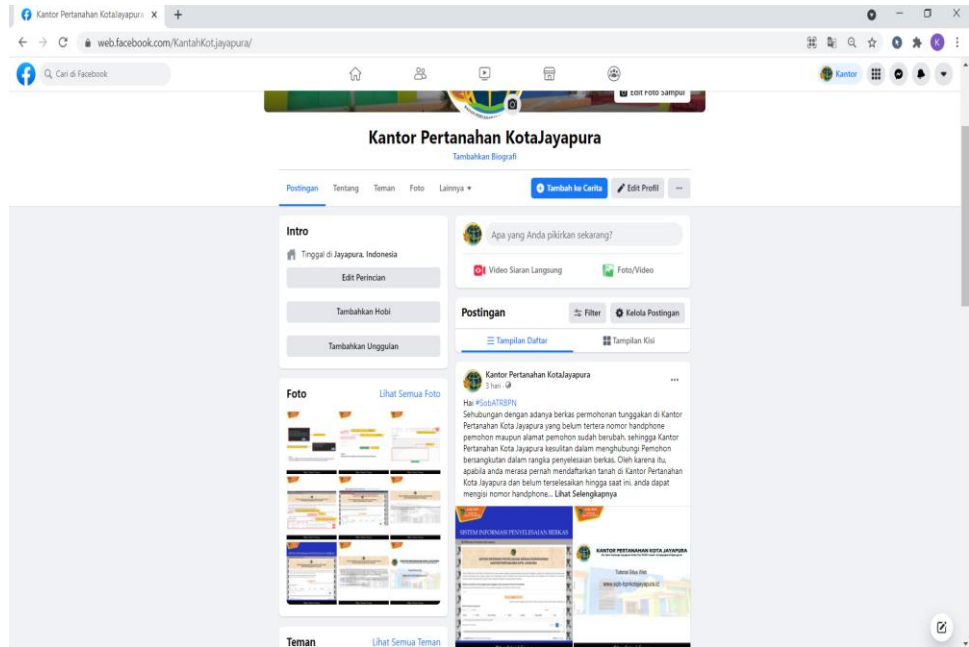 Kantor Pertanahan KotaJayapura
web.facebook.com/KantahKot.jayapura/
Cari di Facebook
Kantor
Edit Foto Sampul
Kantor Pertanahan KotaJayapura
Tambahkan Biografi
Postingan Tentang Teman Foto Lainnya
Tambah ke Cerita Edit Profil
Intro
Tinggal di Jayapura, Indonesia
Edit Perincian
Tambahkan Hobi
Tambahkan Unggulan
Foto Lihat Semua Foto
Teman Lihat Semua Teman
Apa yang Anda pikirkan sekarang?
Video Siaran Langsung Foto/Video
Postingan Filter Kelola Postingan
Tampilan Daftar Tampilan Kisi
Kantor Pertanahan KotaJayapura
3 hari
Hai #SobATRBPN
Sehubungan dengan adanya berkas permohonan tunggakan di Kantor
Pertanahan Kota Jayapura yang belum tertera nomor handphone
pemohon maupun alamat pemohon sudah berubah, sehingga Kantor
Pertanahan Kota Jayapura kesulitan dalam menghubungi Pemohon
bersangkutan dalam rangka penyelesaian berkas. Oleh karena itu,
apabila anda merasa pernah mendaftarkan tanah di Kantor Pertanahan
Kota Jayapura dan belum terselesaikan hingga saat ini, anda dapat
mengisi nomor handphone... Lihat Selengkapnya
SISTEM INFORMASI PENYELESAIAN BERKAS
KANTOR PERTANAHAN KOTA JAYAPURA
Tutorial Situs Web